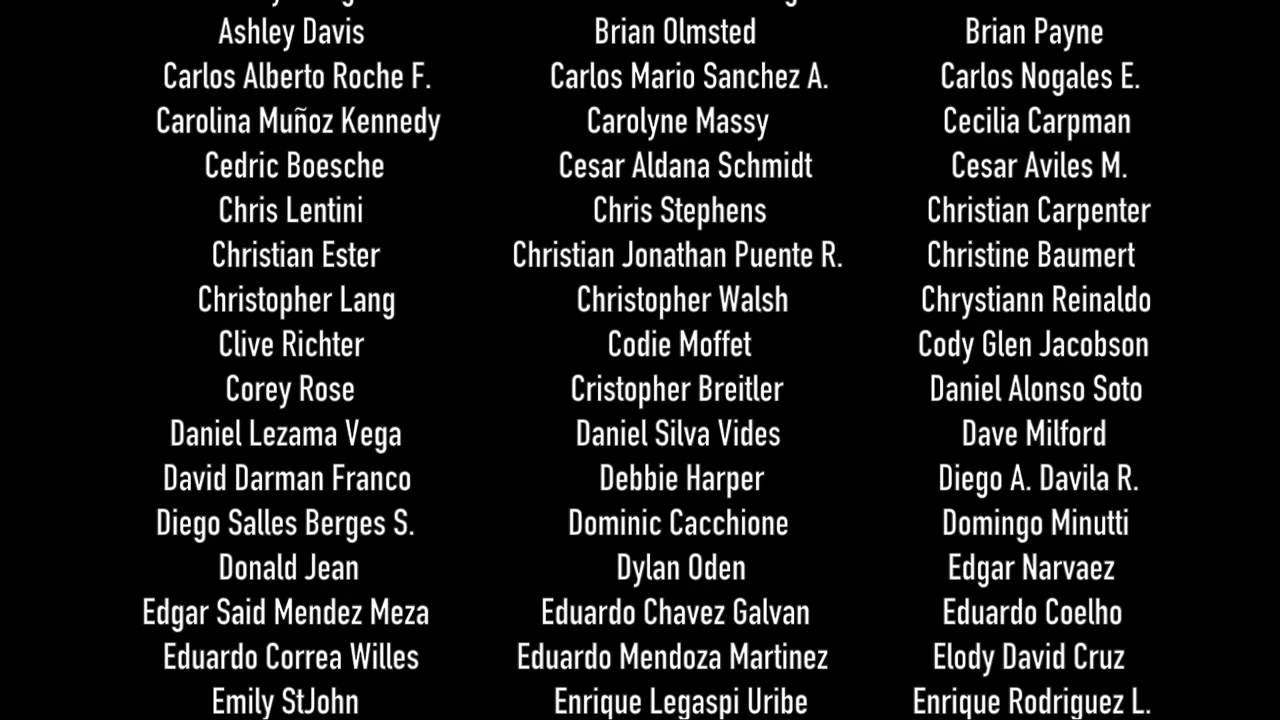 Ashley Davis Brian Olmsted Brian Payne
Carlos Alberto Roche F. Carlos Mario Sanchez A. Carlos Nogales E.
Carolina Muñoz Kennedy Carolyne Massy Cecilia Carpman
Cedric Boesche Cesar Aldana Schmidt Cesar Aviles M.
Chris Lentini Chris Stephens Christian Carpenter
Christian Ester Christian Jonathan Puente R. Christine Baumert
Christopher Lang Christopher Walsh Chrystiann Reinaldo
Clive Richter Codie Moffet Cody Glen Jacobson
Corey Rose Cristopher Breitler Daniel Alonso Soto
Daniel Lezama Vega Daniel Silva Vides Dave Milford
David Darman Franco Debbie Harper Diego A. Davila R.
Diego Salles Berges S. Dominic Cacchione Domingo Minutti
Donald Jean Dylan Oden Edgar Narvaez
Edgar Said Mendez Meza Eduardo Chavez Galvan Eduardo Coelho
Eduardo Correa Willes Eduardo Mendoza Martinez Elody David Cruz
Emily StJohn Enrique Legaspi Uribe Enrique Rodriguez L.